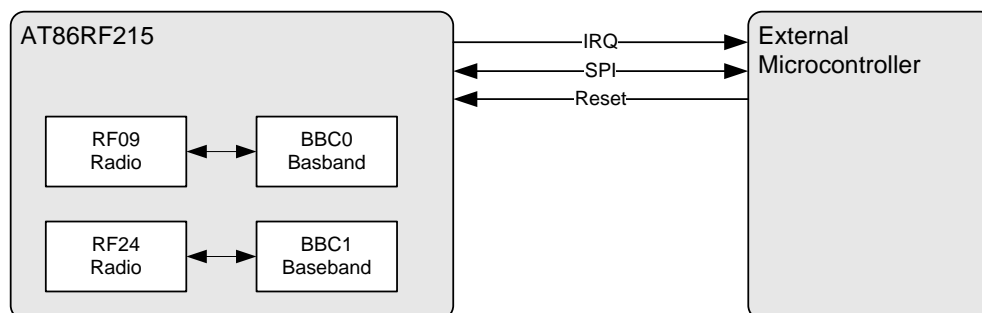 AT86RF215
IRQ
SPI
Reset
External
Microcontroller
RF09
Radio
BBC0
Basband
RF24
Radio
BBC1
Baseband